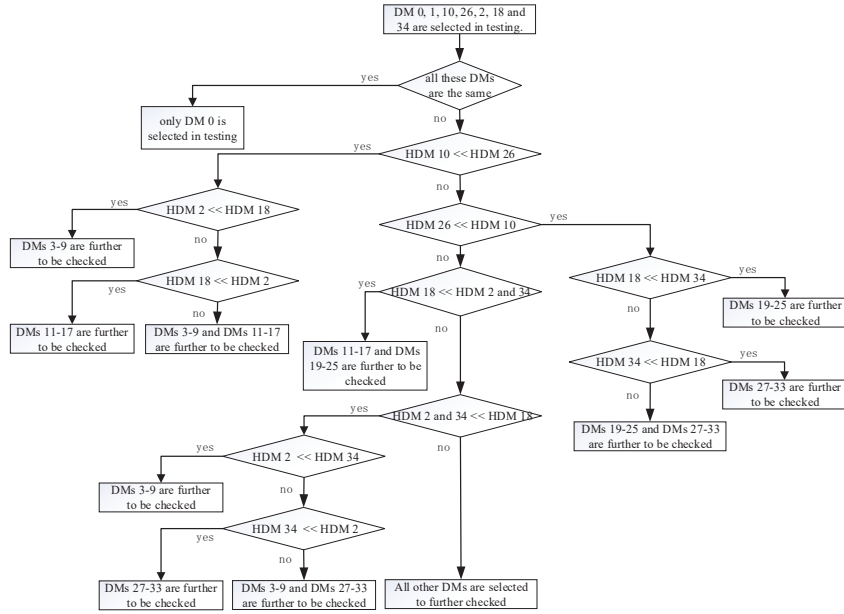 DM 0, 1, 10, 26, 2, 18 and
34 are selected in testing.
yes
all these DMs
are the same
no
only DM 0 is
selected in testing
yes
HDM 10 << HDM 26
no
yes
HDM 2 << HDM 18
HDM 26 << HDM 10
yes
no
no
DMs 3-9 are further
to be checked
yes
HDM 18 << HDM 2
yes
HDM 18 << HDM 2 and 34
HDM 18 << HDM 34
yes
no
no
no
DMs 19-25 are further
to be checked
DMs 11-17 are further
to be checked
DMs 3-9 and DMs 11-17
are further to be checked
DMs 11-17 and DMs
19-25 are further to be
checked
HDM 34 << HDM 18
yes
no
DMs 27-33 are further
to be checked
yes
HDM 2 and 34 << HDM 18
no
DMs 19-25 and DMs 27-33
are further to be checked
yes
HDM 2 << HDM 34
no
DMs 3-9 are further
to be checked
yes
HDM 34 << HDM 2
no
DMs 27-33 are further
to be checked
DMs 3-9 and DMs 27-33
are further to be checked
All other DMs are selected
to further checked